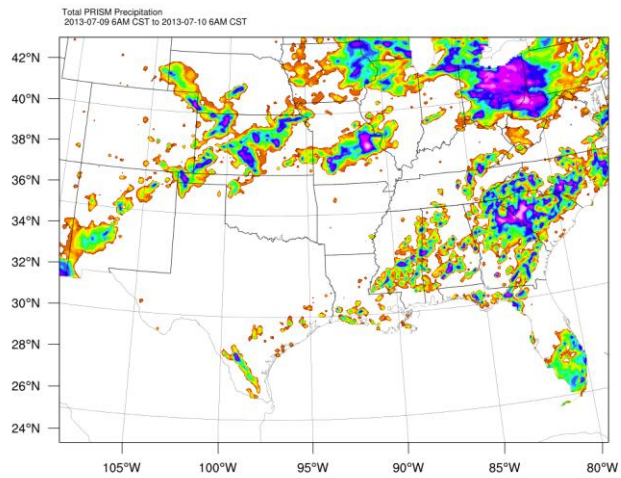 Total PRISM Precipitation
2013-07-09 6AM CST to 2013-07-10 6AM CST
42°N
40°N
38°N
36°N
34°N
32°N
30°N
28°N
26°N
24°N
105°W
100°W
95°W
90°W
85°W
80°W